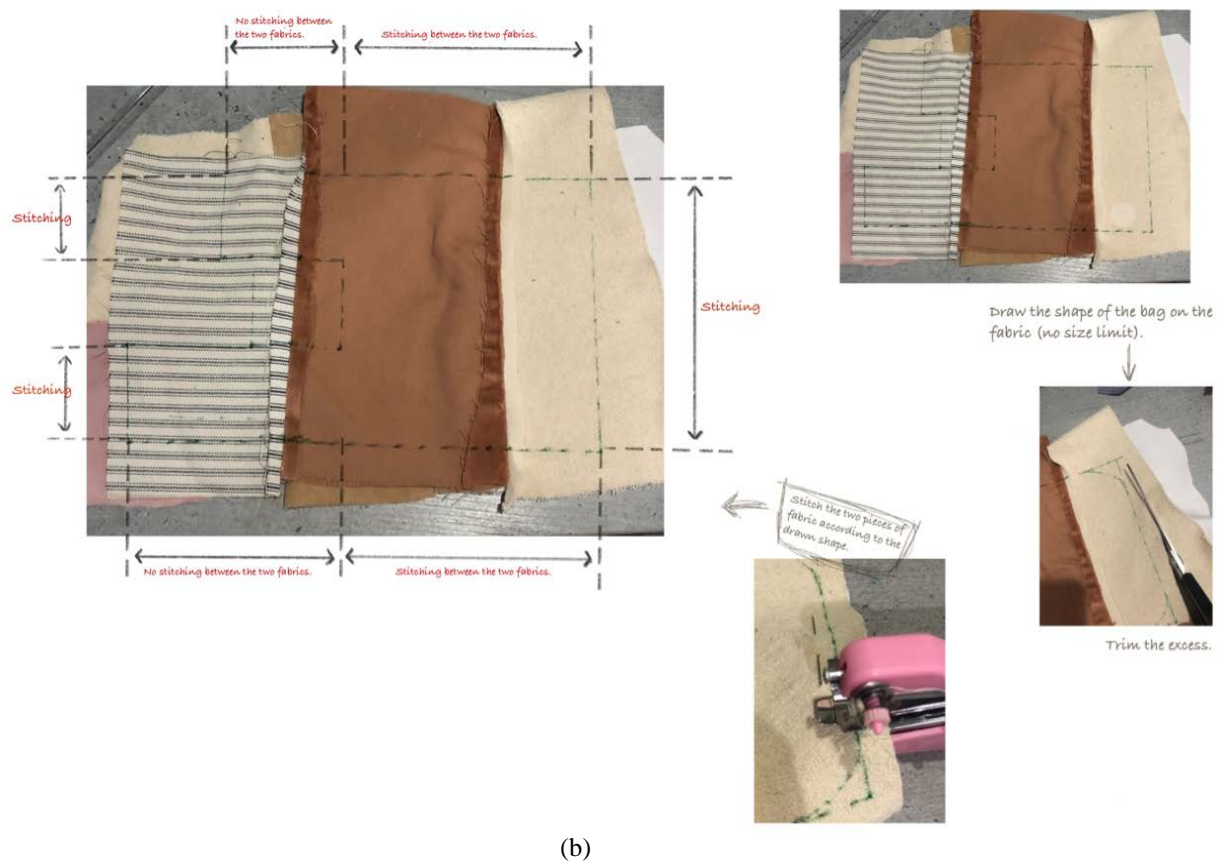 No stitching between
the two fabrics.
Stitching between the two fabrics.
Stitching
Stitching
Stitching
No stitching between the two fabrics.
Stitching between the two fabrics.
Draw the shape of the bag on the
fabric (no size limit).
Trim the excess.
Stitch the two pieces of
fabric according to the
drawn shape.
(b)